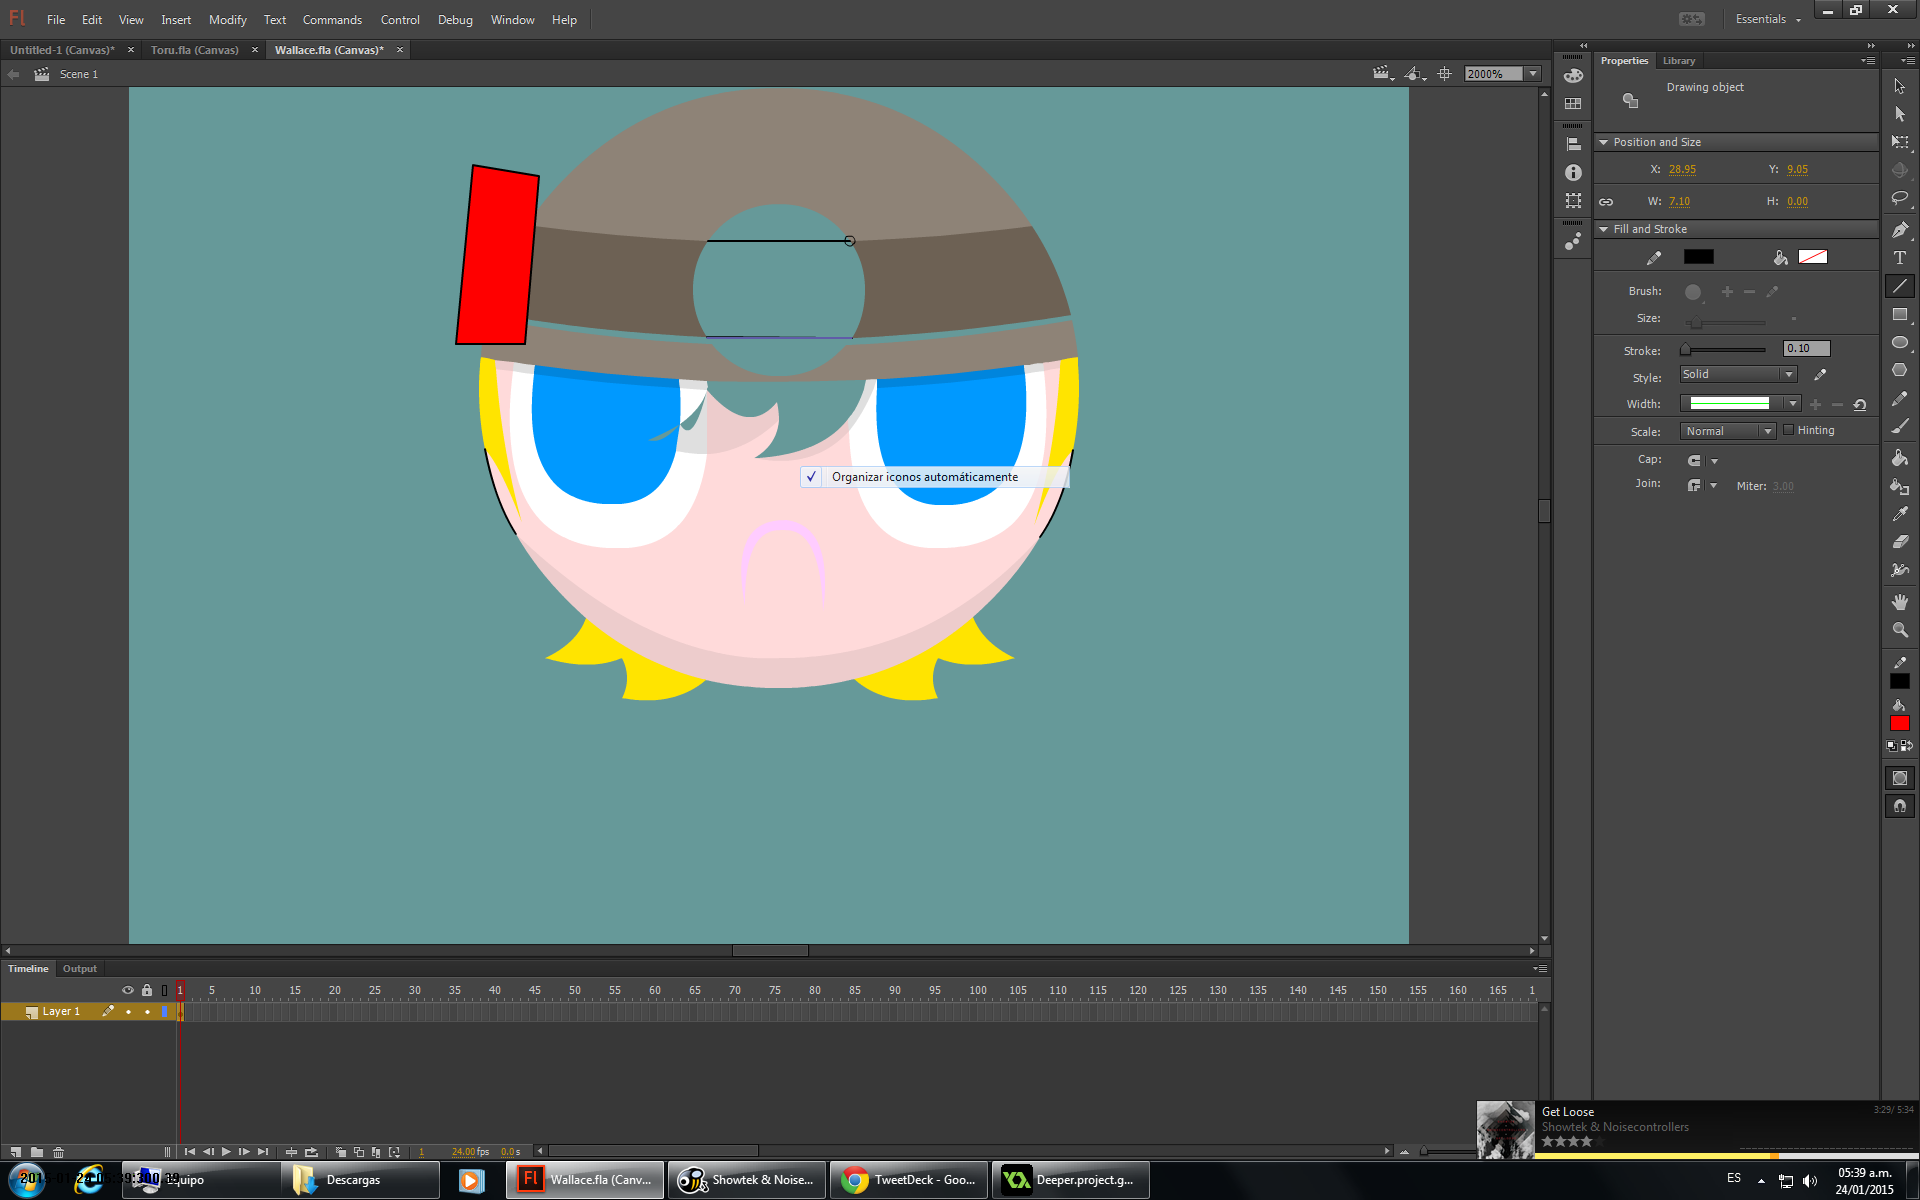 Fl File Edit View Insert Modify Text Commands Control Debug Window Help Essentials
Untitled-1 (Canvas)* Toru.fla (Canvas) Wallace.fla (Canvas)*
Scene 1 2000%
Properties Library
Drawing object
Position and Size
X: 28.95 Y: 9.05
W: 7.10 H: 0.00
Fill and Stroke
Brush:
Size:
Stroke: 0.10
Style: Solid
Width:
Scale: Normal Hinting
Cap:
Join: Miter: 3.00
Organizar iconos automáticamente
Timeline Output
1 5 10 15 20 25 30 35 40 45 50 55 60 65 70 75 80 85 90 95 100 105 110 115 120 125 130 135 140 145 150 155 160 165 1
Layer 1
1 24.00 fps 0.0 s
Get Loose 3:29/ 5:34
Showtek & Noisecontrollers
Equipo Descargas Fl Wallace.fla (Canv... Showtek & Noise... TweetDeck - Goo... Deeper.project.g... ES
05:39 a.m.
24/01/2015